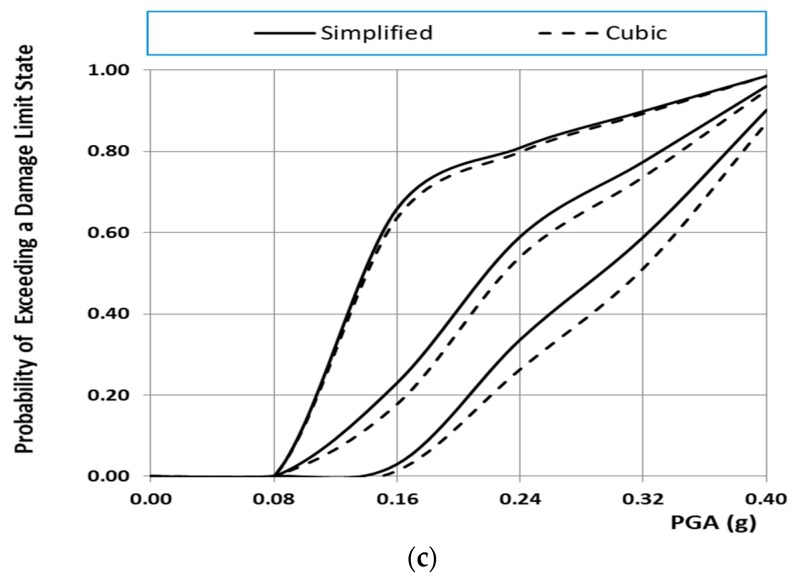 Simplified Cubic
Probability of Exceeding a Damage Limit State
1.00
0.80
0.60
0.40
0.20
0.00
0.00 0.08 0.16 0.24 0.32 0.40
PGA (g)
(c)